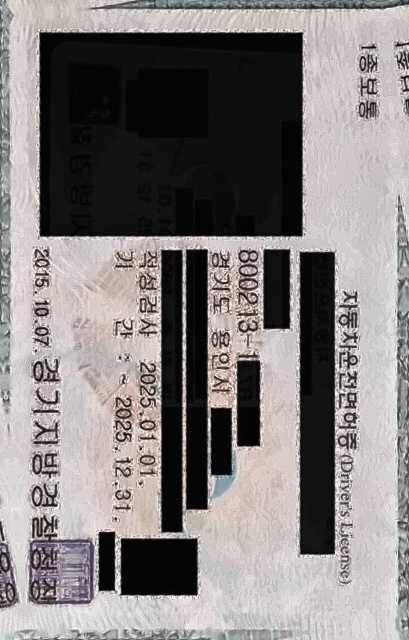 1종보통
자동차운전면허증 (Driver's License)
800213-1
경기도 용인시
적성검사 2025.01.01.
기 간 : ~ 2025.12.31.
2015. 10. 07. 경기지방경찰청장